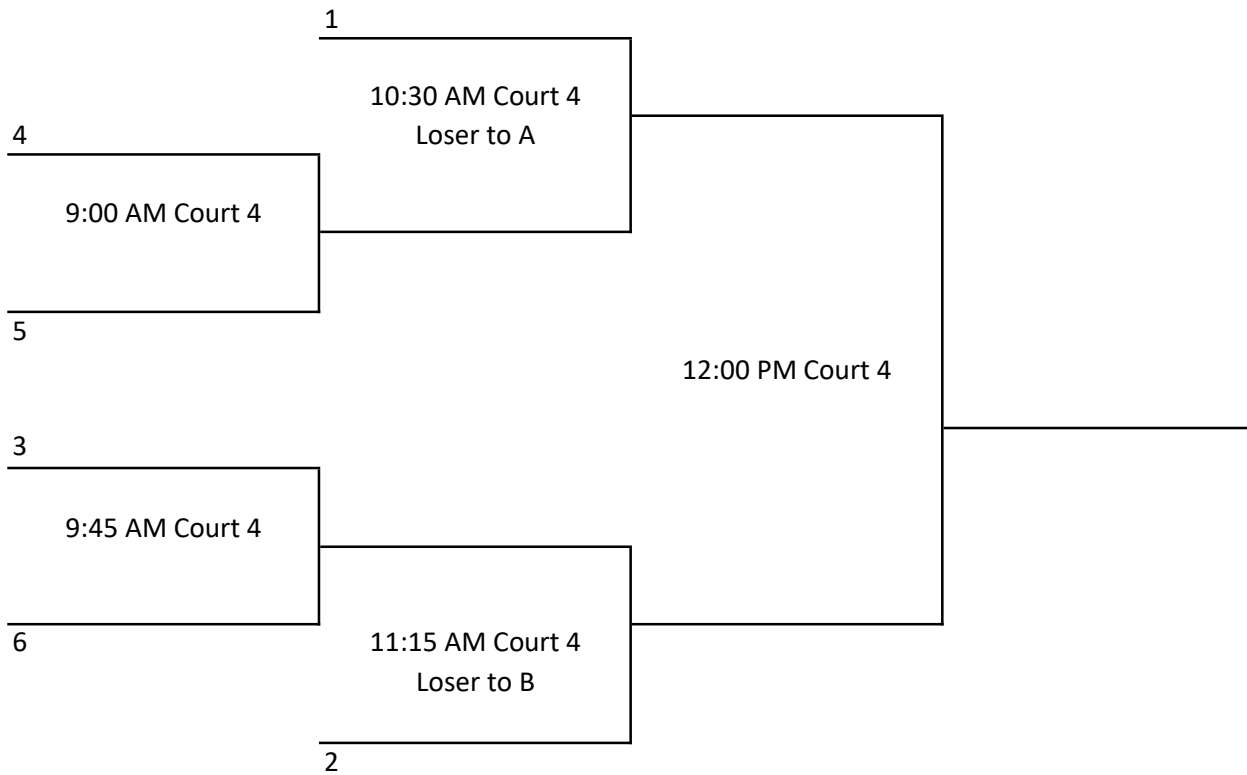 1
10:30 AM Court 4
Loser to A
4
9:00 AM Court 4
5
12:00 PM Court 4
3
9:45 AM Court 4
6
11:15 AM Court 4
Loser to B
2